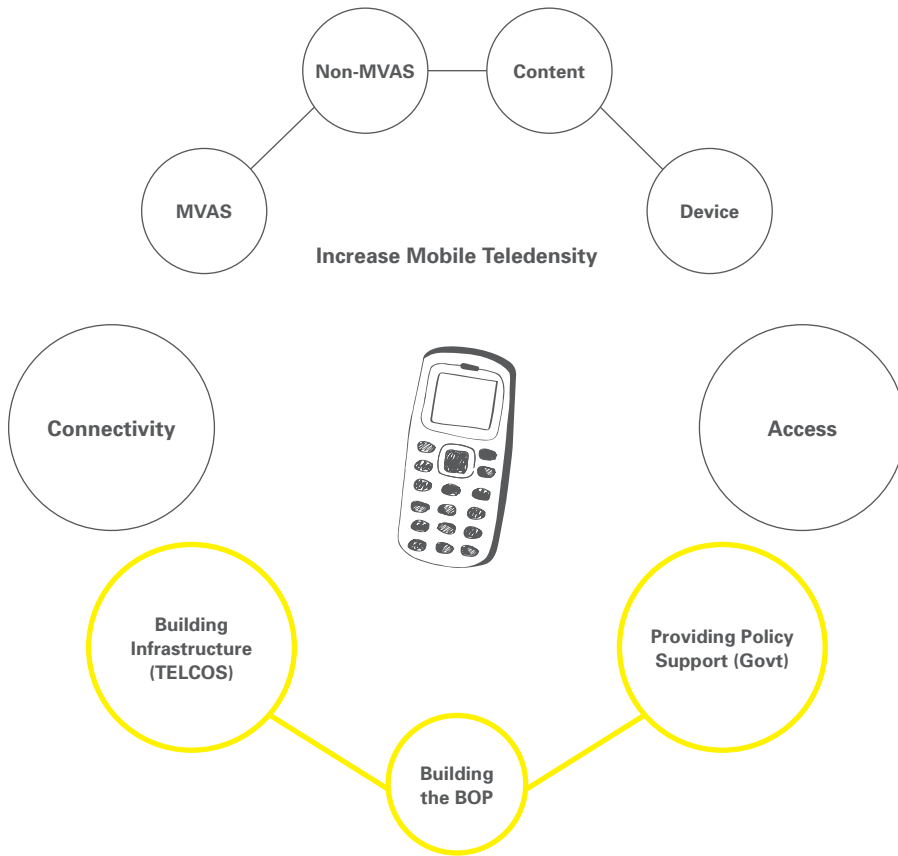 Non-MVAS
Content
MVAS
Device
Increase Mobile Teledensity
Connectivity
Access
Building
Infrastructure
(TELCOS)
Providing Policy
Support (Govt)
Building
the BOP